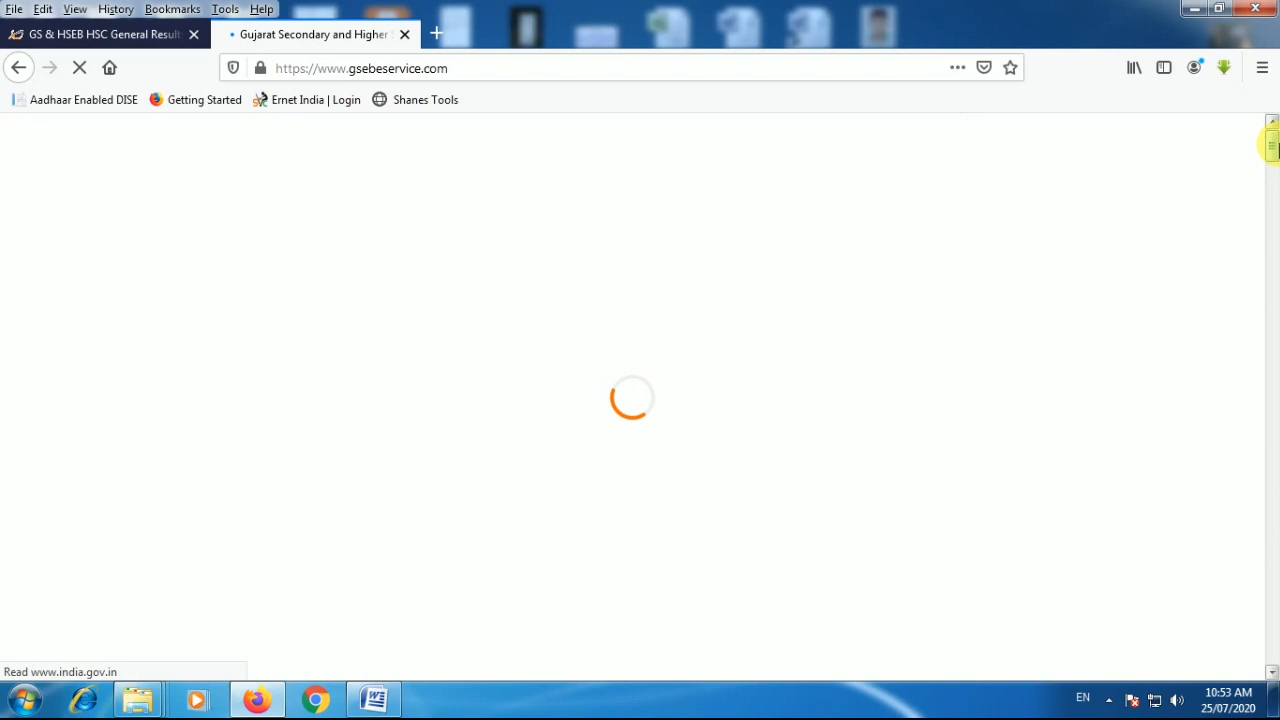 File Edit View History Bookmarks Tools Help
GS & HSEB HSC General Result
Gujarat Secondary and Higher
https://www.gsebeservice.com
Aadhaar Enabled DISE Getting Started Ernet India | Login Shanes Tools
Read www.india.gov.in
EN
10:53 AM
25/07/2020